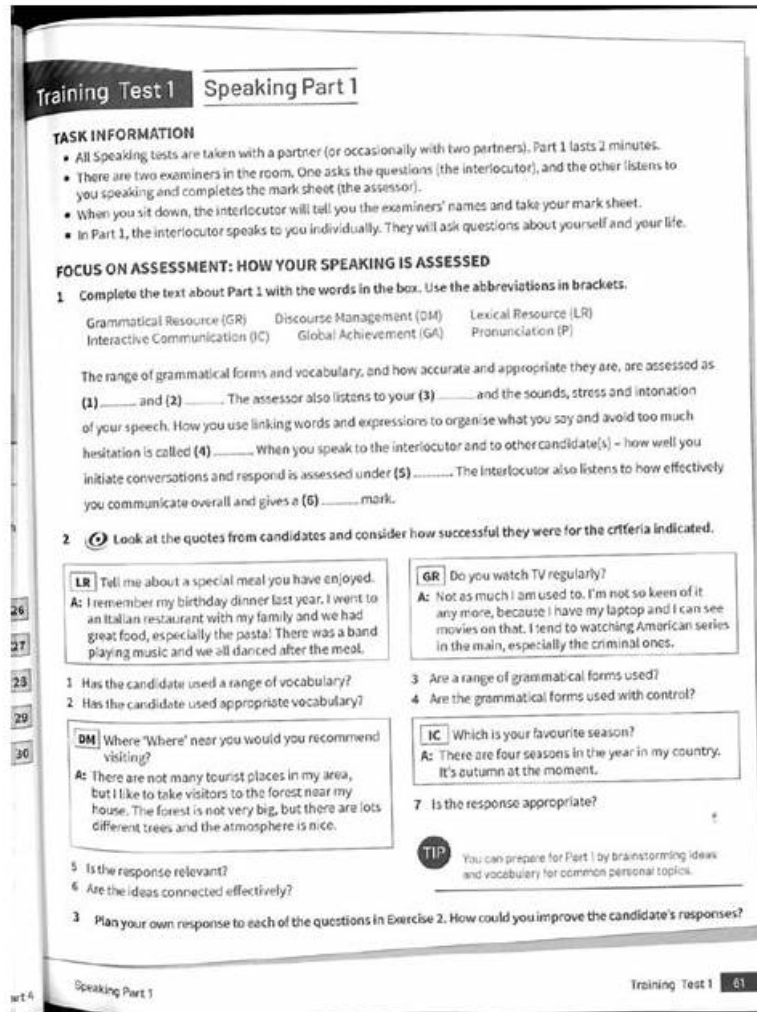 Training Test 1
Speaking Part 1
TASK INFORMATION
• All Speaking tests are taken with a partner (or occasionally with two partners). Part 1 lasts 2 minutes.
• There are two examiners in the room. One asks the questions (the interlocutor), and the other listens to
you speaking and completes the mark sheet (the assessor).
• When you sit down, the interlocutor will tell you the examiners' names and take your mark sheet.
• In Part 1, the interlocutor speaks to you individually. They will ask questions about yourself and your life.
FOCUS ON ASSESSMENT: HOW YOUR SPEAKING IS ASSESSED
1 Complete the text about Part 1 with the words in the box. Use the abbreviations in brackets.
Grammatical Resource (GR) Discourse Management (DM) Lexical Resource (LR)
Interactive Communication (IC) Global Achievement (GA) Pronunciation (P)
The range of grammatical forms and vocabulary, and how accurate and appropriate they are, are assessed as
(1) ______ and (2) ______. The assessor also listens to your (3) ______ and the sounds, stress and intonation
of your speech. How you use linking words and expressions to organise what you say and avoid too much
hesitation is called (4) ______. When you speak to the interlocutor and to other candidate(s) – how well you
initiate conversations and respond is assessed under (5) ______. The interlocutor also listens to how effectively
you communicate overall and gives a (6) ______ mark.
2 Look at the quotes from candidates and consider how successful they were for the criteria indicated.
LR Tell me about a special meal you have enjoyed.
A: I remember my birthday dinner last year. I went to
an Italian restaurant with my family and we had
great food, especially the pasta! There was a band
playing music and we all danced after the meal.
1 Has the candidate used a range of vocabulary?
2 Has the candidate used appropriate vocabulary?
DM Where 'Where' near you would you recommend
visiting?
A: There are not many tourist places in my area,
but I like to take visitors to the forest near my
house. The forest is not very big, but there are lots
different trees and the atmosphere is nice.
5 Is the response relevant?
6 Are the ideas connected effectively?
GR Do you watch TV regularly?
A: Not as much I am used to. I'm not so keen of it
any more, because I have my laptop and I can see
movies on that. I tend to watching American series
in the main, especially the criminal ones.
3 Are a range of grammatical forms used?
4 Are the grammatical forms used with control?
IC Which is your favourite season?
A: There are four seasons in the year in my country.
It's autumn at the moment.
7 Is the response appropriate?
TIP
You can prepare for Part 1 by brainstorming ideas
and vocabulary for common personal topics.
3 Plan your own response to each of the questions in Exercise 2. How could you improve the candidate's responses?
26
27
28
29
30
Speaking Part 1
Training Test 1 61